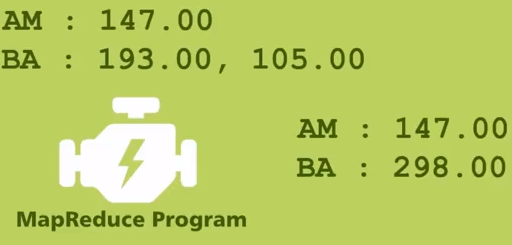 AM : 147.00
BA : 193.00, 105.00
AM : 147.00
BA : 298.00
MapReduce Program